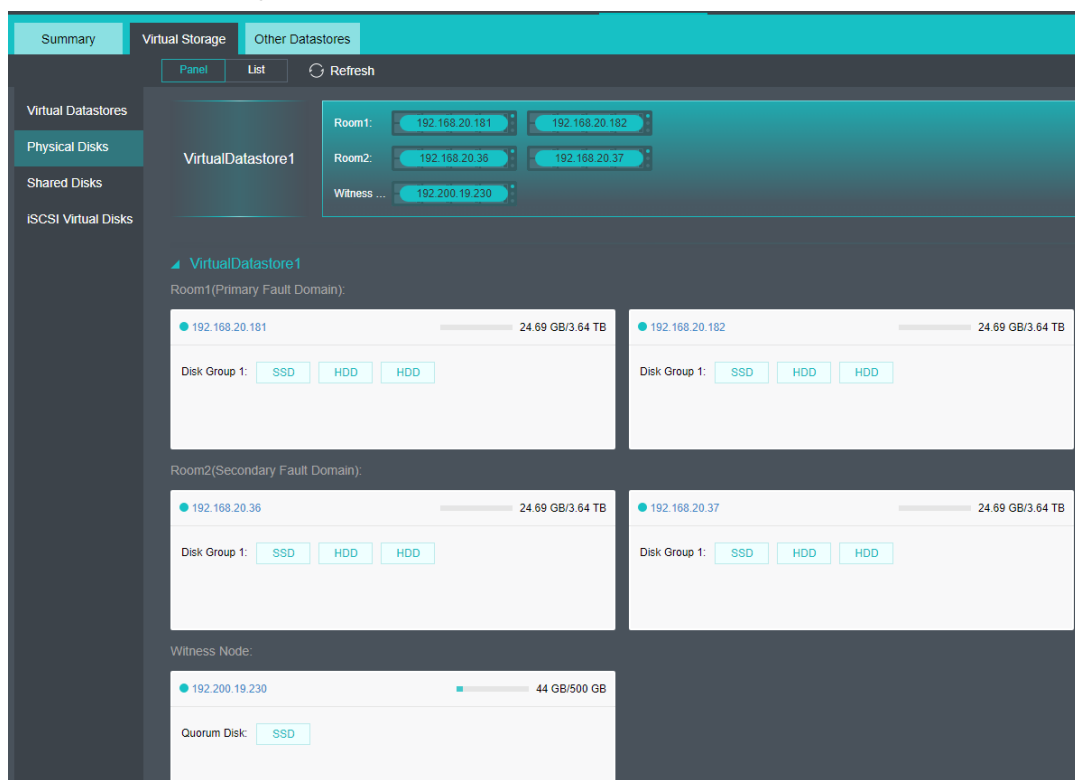 Summary Virtual Storage Other Datastores
Panel List Refresh
Virtual Datastores
Physical Disks
Shared Disks
iSCSI Virtual Disks
VirtualDatastore1
Room1: 192.168.20.181 192.168.20.182
Room2: 192.168.20.36 192.168.20.37
Witness ... 192.200.19.230
VirtualDatastore1
Room1(Primary Fault Domain):
192.168.20.181 24.69 GB/3.64 TB 192.168.20.182 24.69 GB/3.64 TB
Disk Group 1: SSD HDD HDD Disk Group 1: SSD HDD HDD
Room2(Secondary Fault Domain):
192.168.20.36 24.69 GB/3.64 TB 192.168.20.37 24.69 GB/3.64 TB
Disk Group 1: SSD HDD HDD Disk Group 1: SSD HDD HDD
Witness Node:
192.200.19.230 44 GB/500 GB
Quorum Disk: SSD